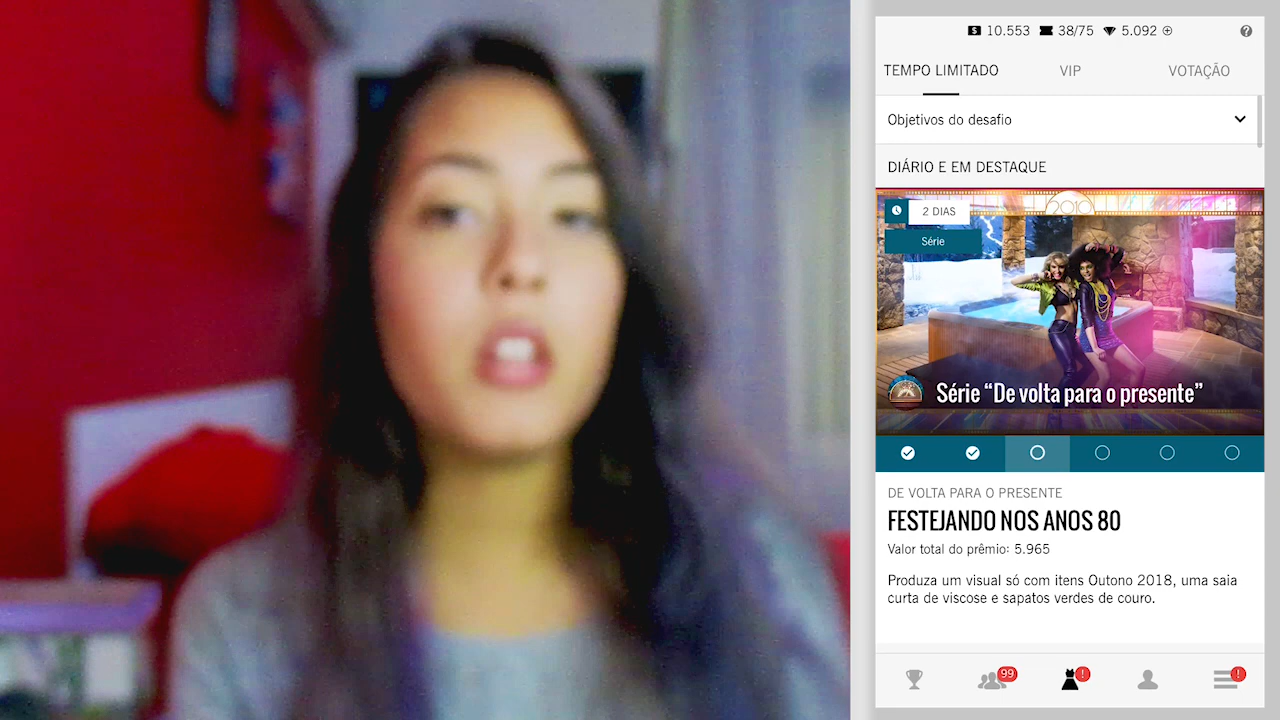 10.553 38/75 5.092
TEMPO LIMITADO VIP VOTAÇÃO
Objetivos do desafio
DIÁRIO E EM DESTAQUE
2010
2 DIAS
Série
Série “De volta para o presente”
DE VOLTA PARA O PRESENTE
FESTEJANDO NOS ANOS 80
Valor total do prêmio: 5.965
Produza um visual só com itens Outono 2018, uma saia
curta de viscose e sapatos verdes de couro.
99 ! !